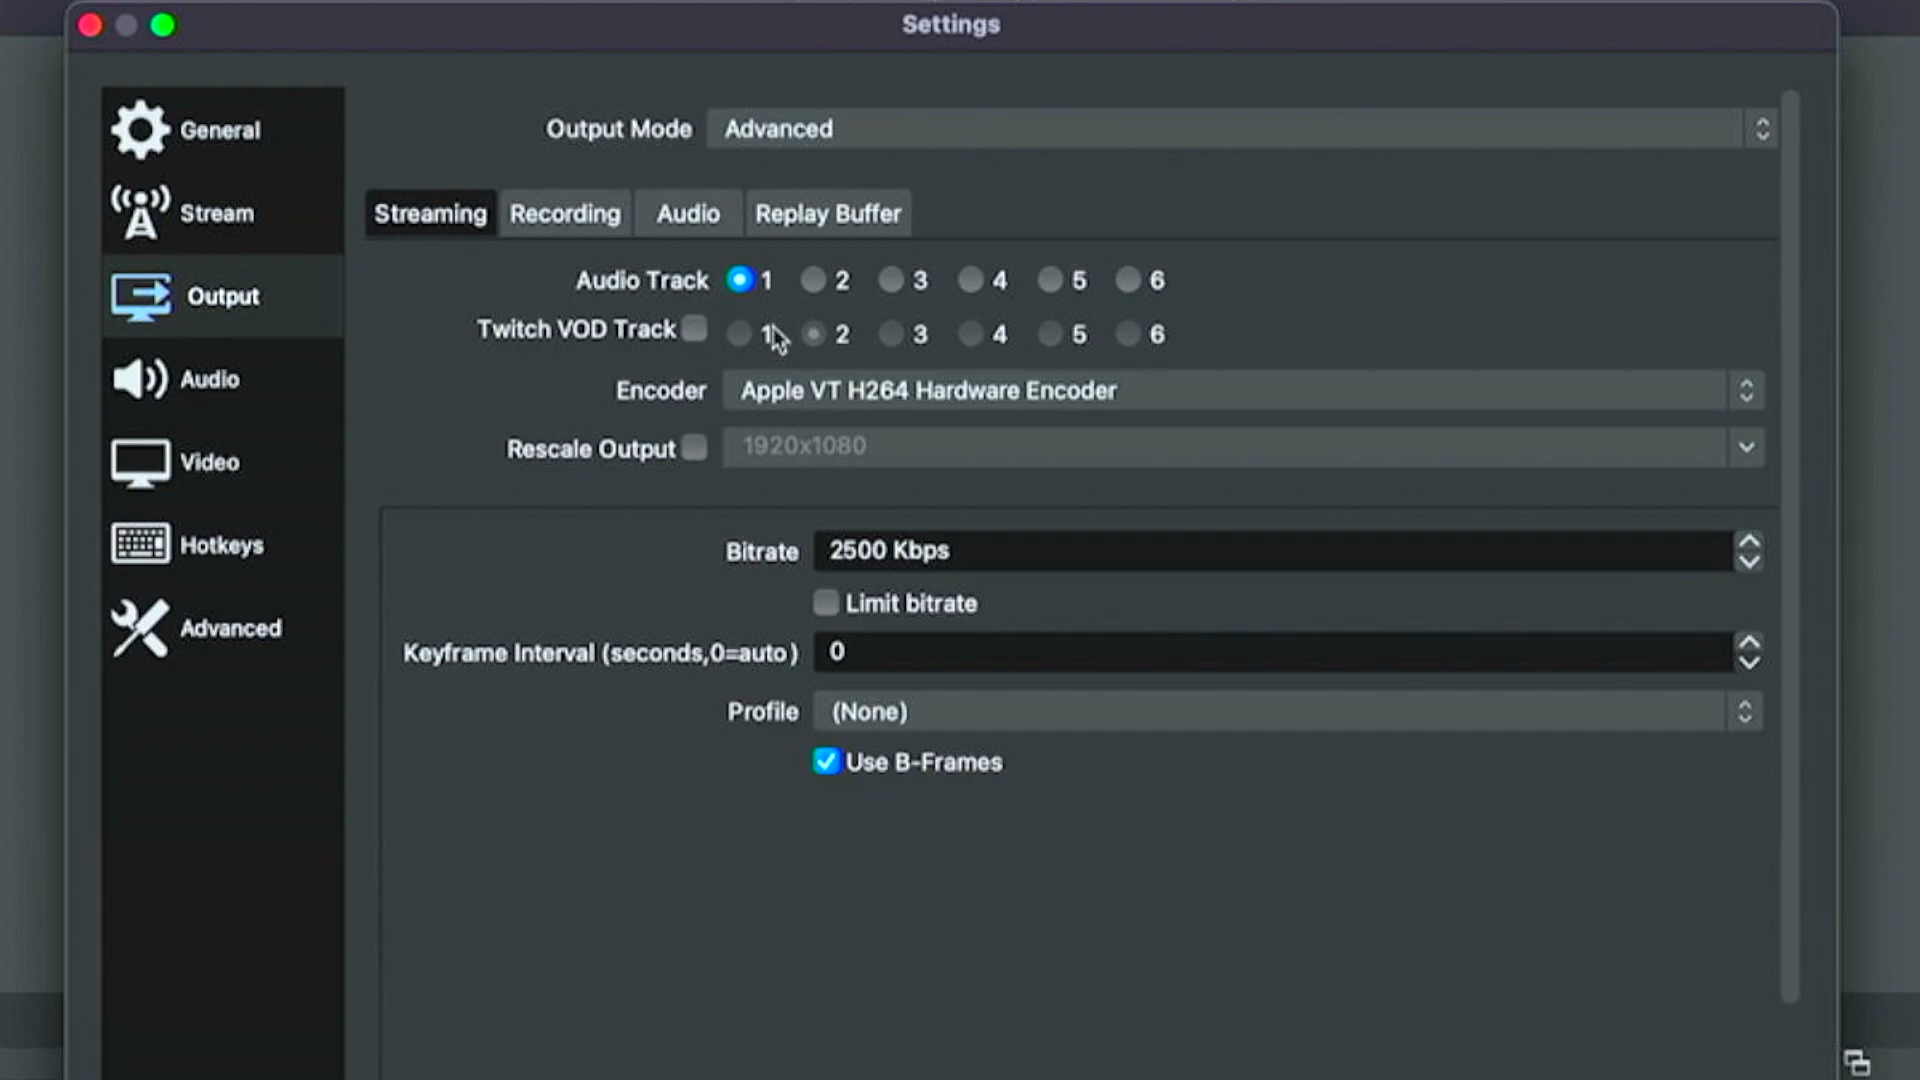 Settings
General
Stream
Output
Audio
Video
Hotkeys
Advanced
Output Mode Advanced
Streaming Recording Audio Replay Buffer
Audio Track 1 2 3 4 5 6
Twitch VOD Track 1 2 3 4 5 6
Encoder Apple VT H264 Hardware Encoder
Rescale Output 1920x1080
Bitrate 2500 Kbps
Limit bitrate
Keyframe Interval (seconds,0=auto) 0
Profile (None)
Use B-Frames